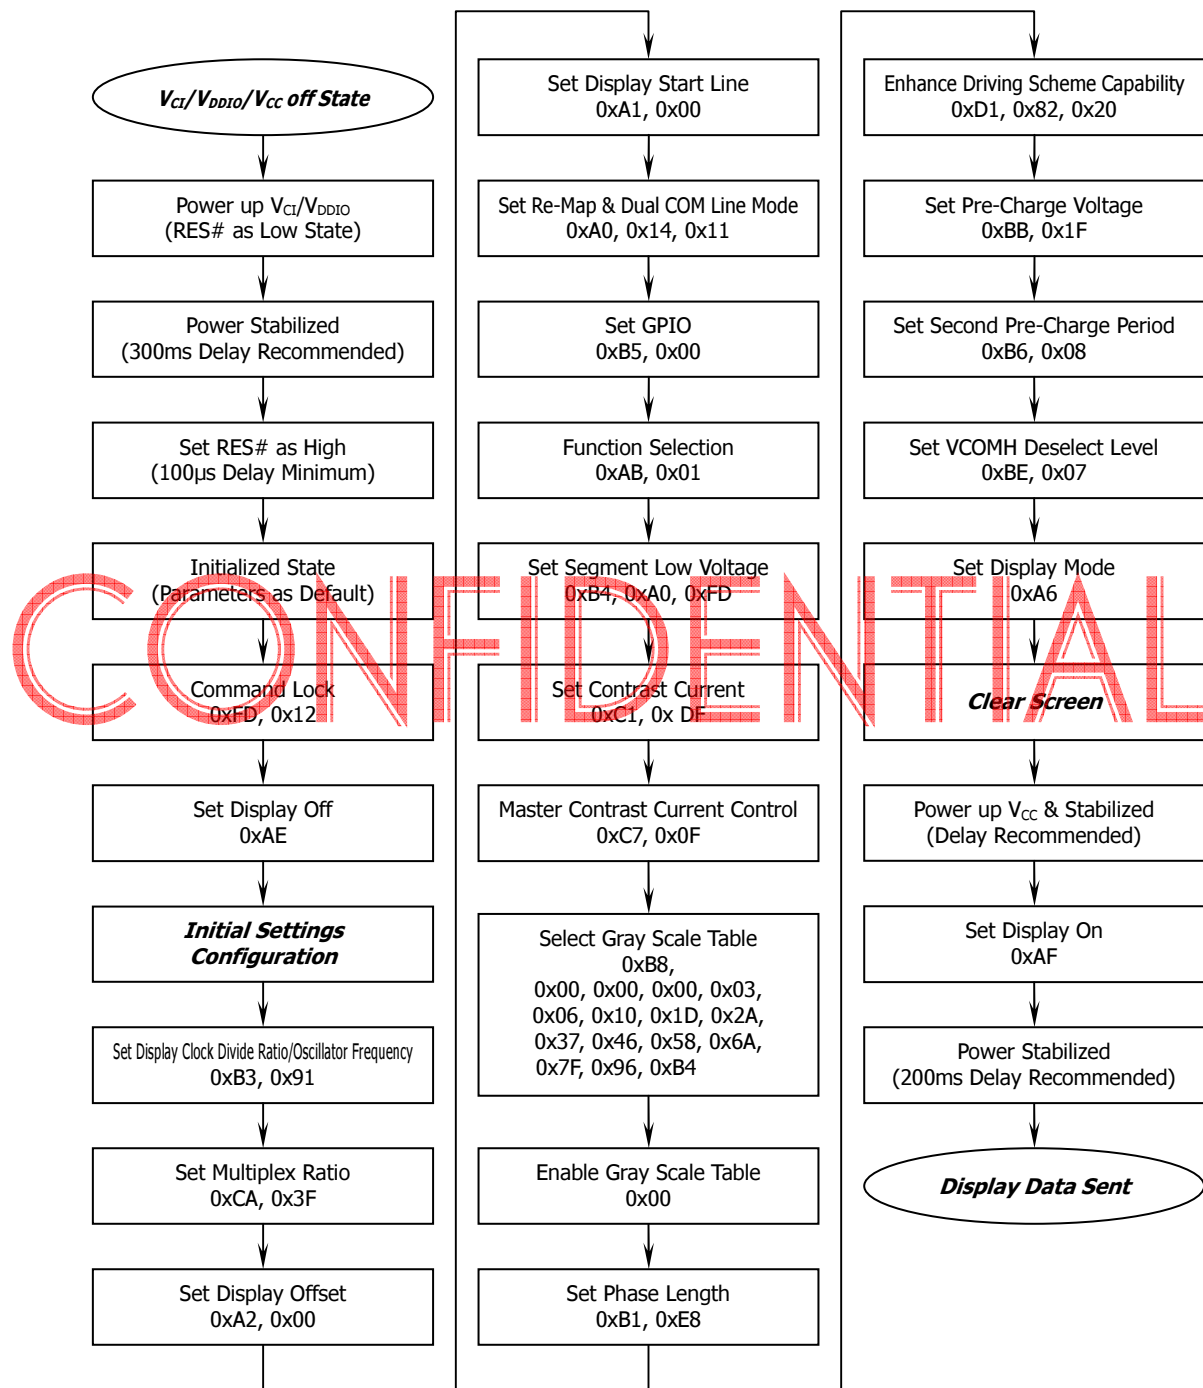 V_CI/V_DDIO/V_CC off State
Power up V_CI/V_DDIO
(RES# as Low State)
Power Stabilized
(300ms Delay Recommended)
Set RES# as High
(100µs Delay Minimum)
Initialized State
(Parameters as Default)
Command Lock
0xFD, 0x12
Set Display Off
0xAE
Initial Settings
Configuration
Set Display Clock Divide Ratio/Oscillator Frequency
0xB3, 0x91
Set Multiplex Ratio
0xCA, 0x3F
Set Display Offset
0xA2, 0x00
Set Display Start Line
0xA1, 0x00
Set Re-Map & Dual COM Line Mode
0xA0, 0x14, 0x11
Set GPIO
0xB5, 0x00
Function Selection
0xAB, 0x01
Set Segment Low Voltage
0xB4, 0xA0, 0xFD
Set Contrast Current
0xC1, 0x DF
Master Contrast Current Control
0xC7, 0x0F
Select Gray Scale Table
0xB8,
0x00, 0x00, 0x00, 0x03,
0x06, 0x10, 0x1D, 0x2A,
0x37, 0x46, 0x58, 0x6A,
0x7F, 0x96, 0xB4
Enable Gray Scale Table
0x00
Set Phase Length
0xB1, 0xE8
Enhance Driving Scheme Capability
0xD1, 0x82, 0x20
Set Pre-Charge Voltage
0xBB, 0x1F
Set Second Pre-Charge Period
0xB6, 0x08
Set VCOMH Deselect Level
0xBE, 0x07
Set Display Mode
0xA6
Clear Screen
Power up V_CC & Stabilized
(Delay Recommended)
Set Display On
0xAF
Power Stabilized
(200ms Delay Recommended)
Display Data Sent
CONFIDENTIAL